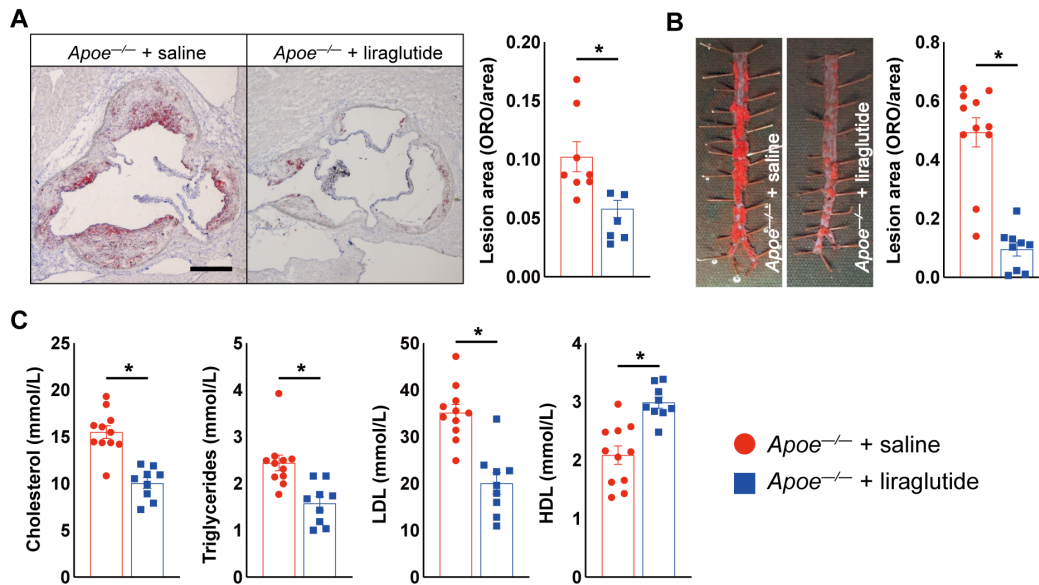 A
Apoe–/– + saline
Apoe–/– + liraglutide
Lesion area (ORO/area)
0.20
0.15
0.10
0.05
0.00
*
B
Apoe–/– + saline
Apoe–/– + liraglutide
Lesion area (ORO/area)
0.8
0.6
0.4
0.2
0.0
*
C
Cholesterol (mmol/L)
25
20
15
10
5
0
*
Triglycerides (mmol/L)
5
4
3
2
1
0
*
LDL (mmol/L)
50
40
30
20
10
0
*
HDL (mmol/L)
4
3
2
1
0
*
Apoe–/– + saline
Apoe–/– + liraglutide